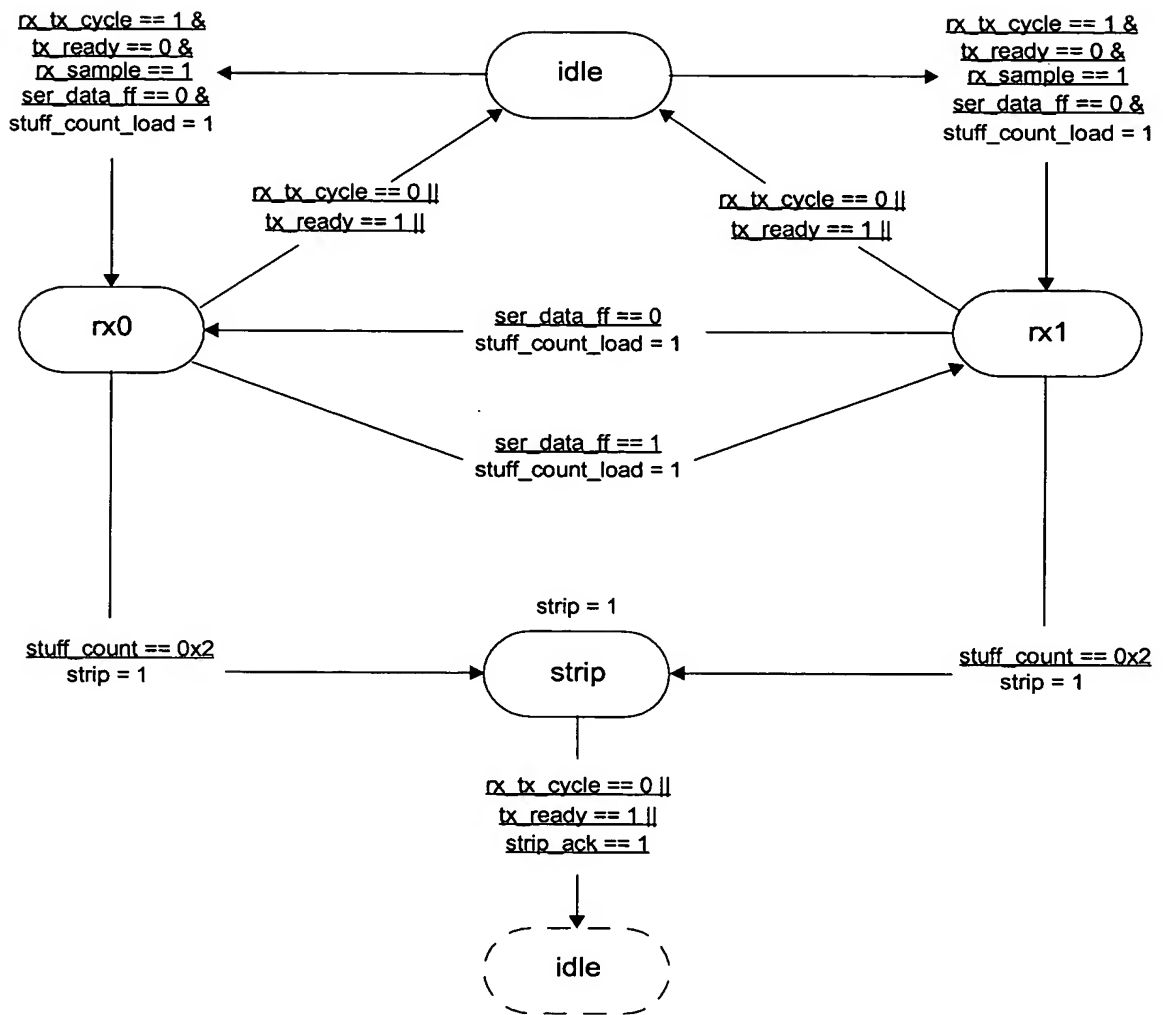 rx_tx_cycle == 1 &
tx_ready == 0 &
rx_sample == 1
ser_data_ff == 0 &
stuff_count_load = 1
idle
rx_tx_cycle == 1 &
tx_ready == 0 &
rx_sample == 1
ser_data_ff == 0 &
stuff_count_load = 1
rx_tx_cycle == 0 ||
tx_ready == 1 ||
rx_tx_cycle == 0 ||
tx_ready == 1 ||
rx0
ser_data_ff == 0
stuff_count_load = 1
rx1
ser_data_ff == 1
stuff_count_load = 1
stuff_count == 0x2
strip = 1
strip = 1
strip
stuff_count == 0x2
strip = 1
rx_tx_cycle == 0 ||
tx_ready == 1 ||
strip_ack == 1
idle